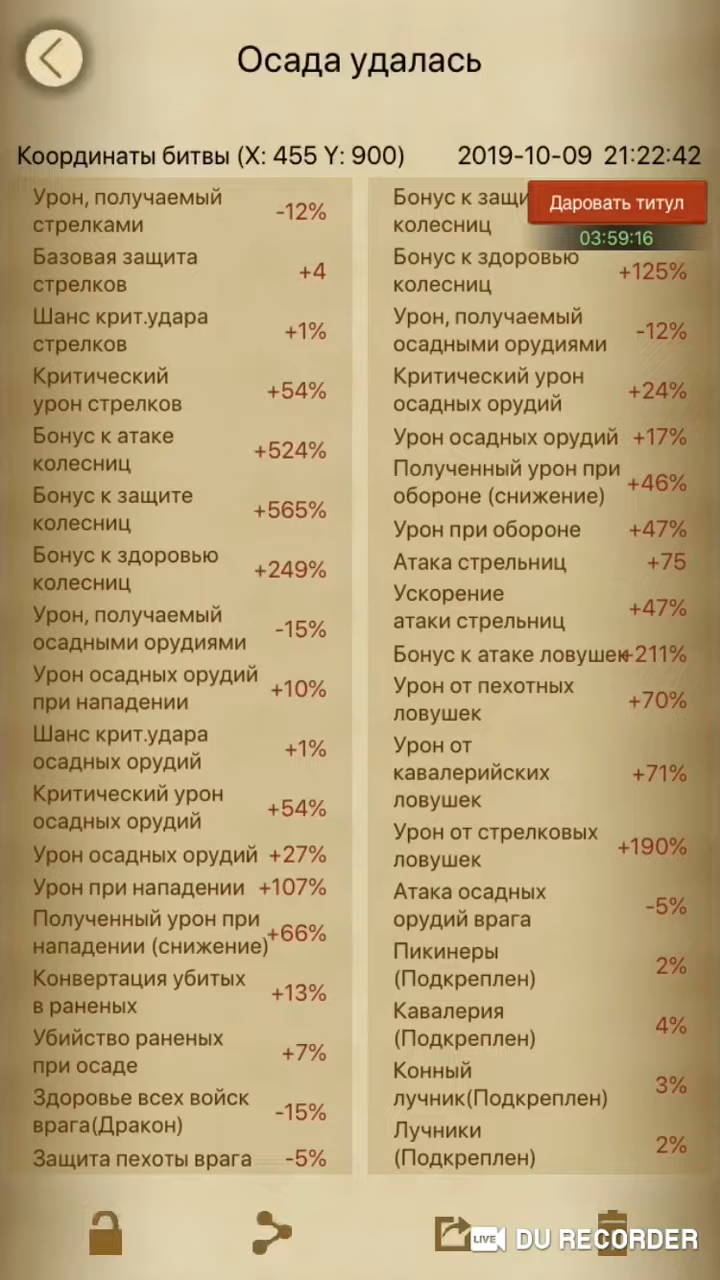 Осада удалась
Координаты битвы (X: 455 Y: 900) 2019-10-09 21:22:42
Урон, получаемый
стрелками -12%
Базовая защита
стрелков +4
Шанс крит.удара
стрелков +1%
Критический
урон стрелков +54%
Бонус к атаке
колесниц +524%
Бонус к защите
колесниц +565%
Бонус к здоровью
колесниц +249%
Урон, получаемый
осадными орудиями -15%
Урон осадных орудий
при нападении +10%
Шанс крит.удара
осадных орудий +1%
Критический урон
осадных орудий +54%
Урон осадных орудий +27%
Урон при нападении +107%
Полученный урон при
нападении (снижение) +66%
Конвертация убитых
в раненых +13%
Убийство раненых
при осаде +7%
Здоровье всех войск
врага(Дракон) -15%
Защита пехоты врага -5%
Бонус к защи
колесниц
Даровать титул
03:59:16
Бонус к здоровью
колесниц +125%
Урон, получаемый
осадными орудиями -12%
Критический урон
осадных орудий +24%
Урон осадных орудий +17%
Полученный урон при
обороне (снижение) +46%
Урон при обороне +47%
Атака стрельниц +75
Ускорение
атаки стрельниц +47%
Бонус к атаке ловушек +211%
Урон от пехотных
ловушек +70%
Урон от
кавалерийских
ловушек +71%
Урон от стрелковых
ловушек +190%
Атака осадных
орудий врага -5%
Пикинеры
(Подкреплен) 2%
Кавалерия
(Подкреплен) 4%
Конный
лучник(Подкреплен) 3%
Лучники
(Подкреплен) 2%
LIVE DU RECORDER